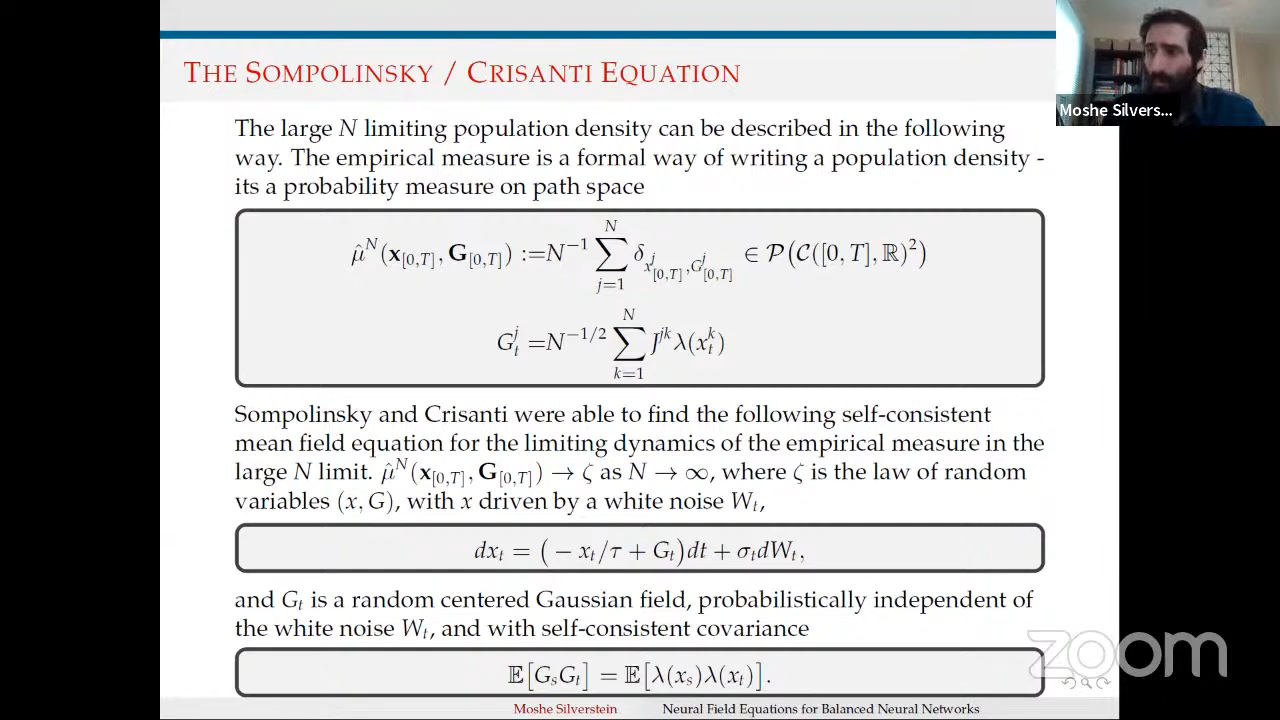 THE SOMPOLINSKY / CRISANTI EQUATION
Moshe Silvers...
The large N limiting population density can be described in the following
way. The empirical measure is a formal way of writing a population density -
its a probability measure on path space
μ̂^N(𝐱_{[0,T]}, 𝐆_{[0,T]}) := N^{-1} ∑_{j=1}^{N} δ_{x^j_{[0,T]}, G^j_{[0,T]}} ∈ 𝒫(𝒞([0, T], ℝ)^2)
G^j_t = N^{-1/2} ∑_{k=1}^{N} J^{jk} λ(x^k_t)
Sompolinsky and Crisanti were able to find the following self-consistent
mean field equation for the limiting dynamics of the empirical measure in the
large N limit. μ̂^N(𝐱_{[0,T]}, 𝐆_{[0,T]}) → ζ as N → ∞, where ζ is the law of random
variables (x, G), with x driven by a white noise W_t,
dx_t = ( − x_t/τ + G_t)dt + σ_t dW_t,
and G_t is a random centered Gaussian field, probabilistically independent of
the white noise W_t, and with self-consistent covariance
𝔼[G_s G_t] = 𝔼[λ(x_s)λ(x_t)].
zoom
Moshe Silverstein Neural Field Equations for Balanced Neural Networks